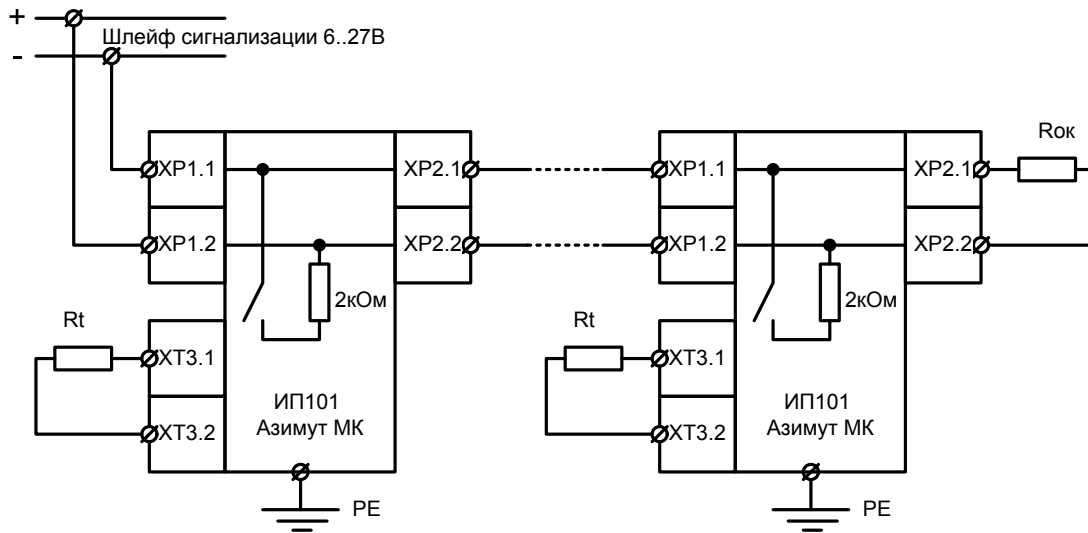 +
Шлейф сигнализации 6..27В
-
Rок
XP1.1
XP2.1
XP1.1
XP2.1
XP1.2
XP2.2
XP1.2
XP2.2
2кОм
2кОм
Rt
Rt
XT3.1
XT3.1
ИП101
Азимут МК
ИП101
Азимут МК
XT3.2
XT3.2
PE
PE